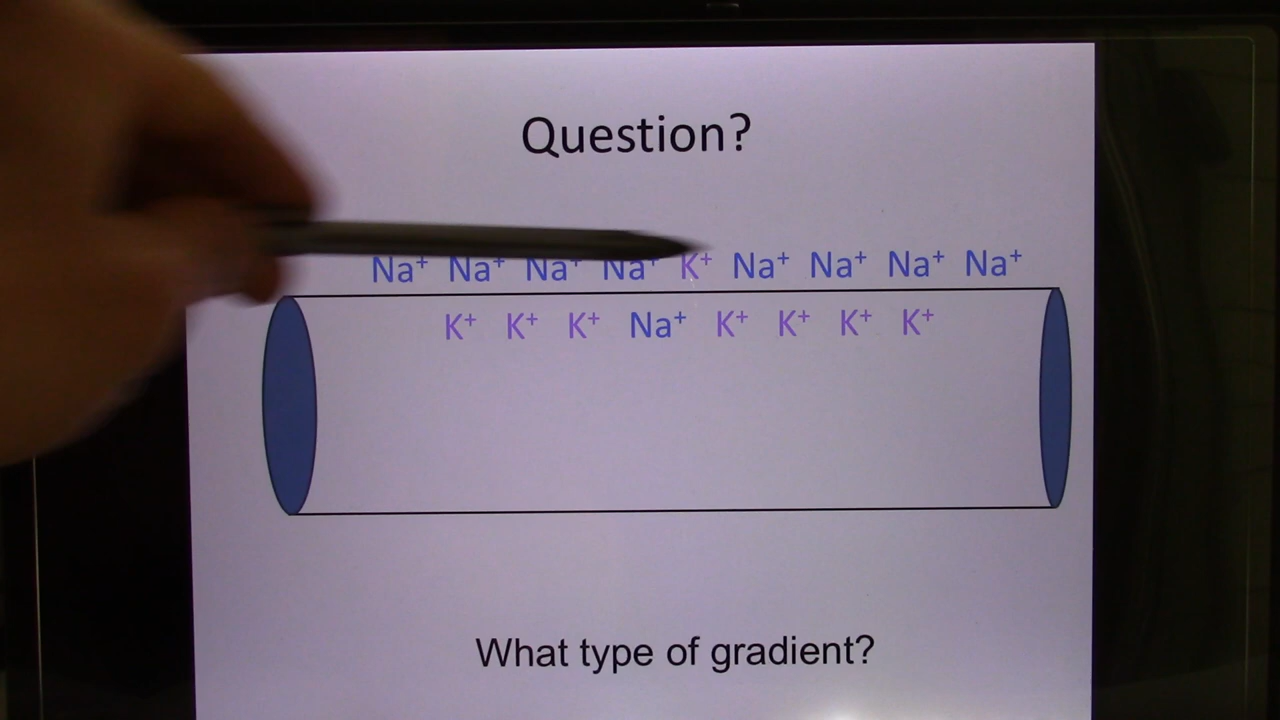 Question?
Na⁺ Na⁺ Na⁺ Na⁺ K⁺ Na⁺ Na⁺ Na⁺ Na⁺
K⁺ K⁺ K⁺ Na⁺ K⁺ K⁺ K⁺ K⁺
What type of gradient?